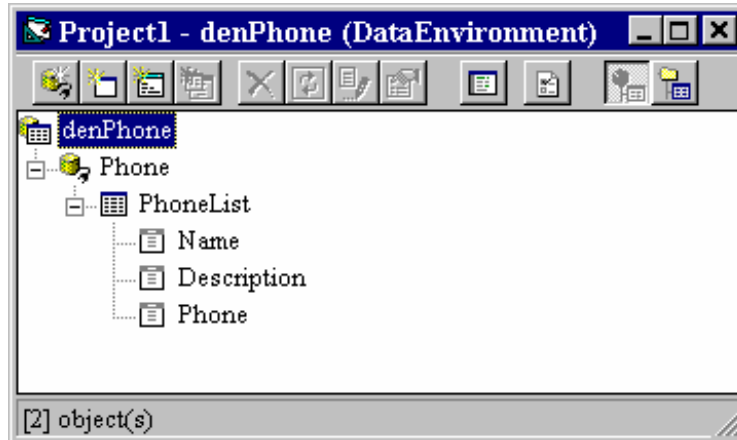 Project1 - denPhone (DataEnvironment)
denPhone
Phone
PhoneList
Name
Description
Phone
[2] object(s)